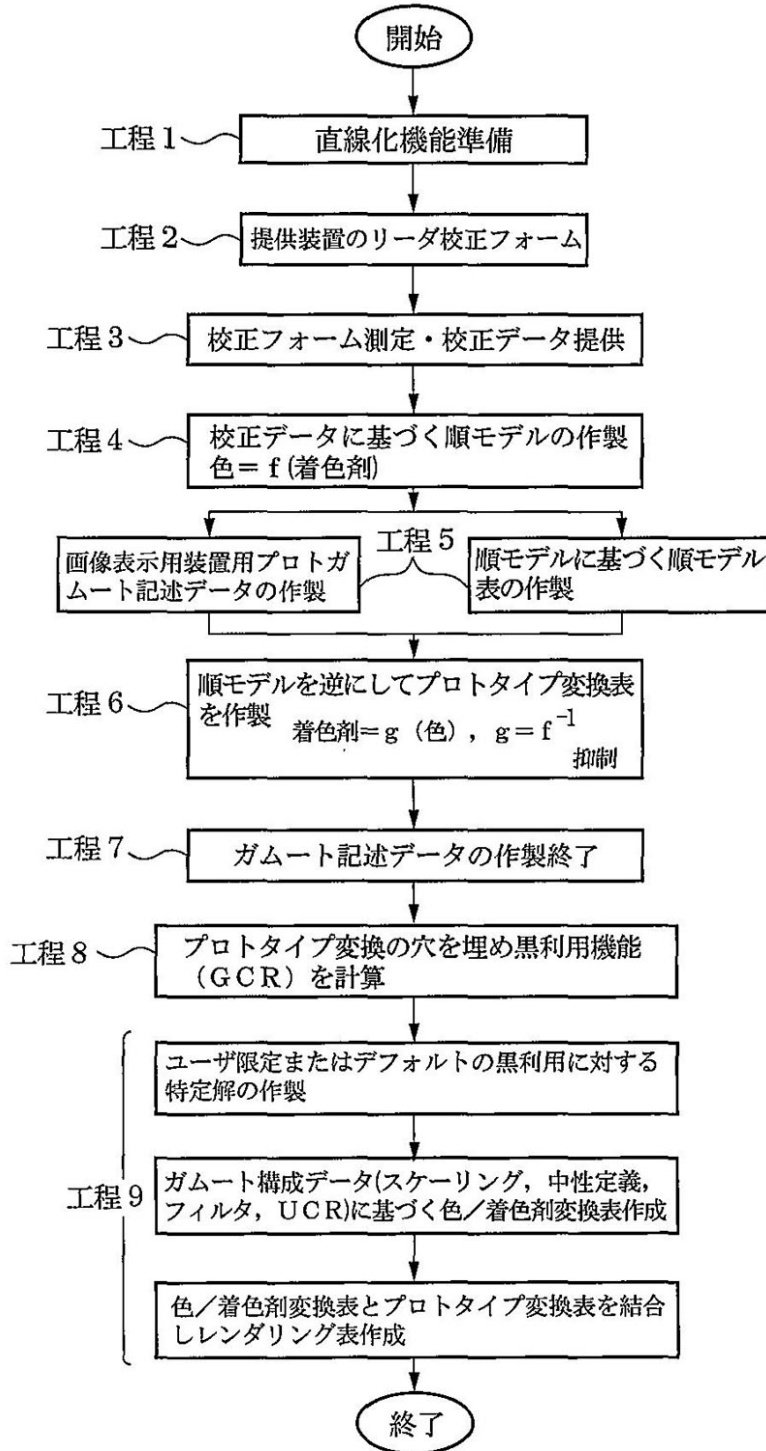 開始
工程1
直線化機能準備
工程2
提供装置のリーダ校正フォーム
工程3
校正フォーム測定・校正データ提供
工程4
校正データに基づく順モデルの作製
色=f(着色剤)
工程5
画像表示用装置用プロトガ
ムート記述データの作製
順モデルに基づく順モデル
表の作製
工程6
順モデルを逆にしてプロトタイプ変換表
を作製
着色剤=g(色),g=f⁻¹
抑制
工程7
ガムート記述データの作製終了
工程8
プロトタイプ変換の穴を埋め黒利用機能
(GCR)を計算
工程9
ユーザ限定またはデフォルトの黒利用に対する
特定解の作製
ガムート構成データ(スケーリング,中性定義,
フィルタ,UCR)に基づく色/着色剤変換表作成
色/着色剤変換表とプロトタイプ変換表を結合
しレンダリング表作成
終了